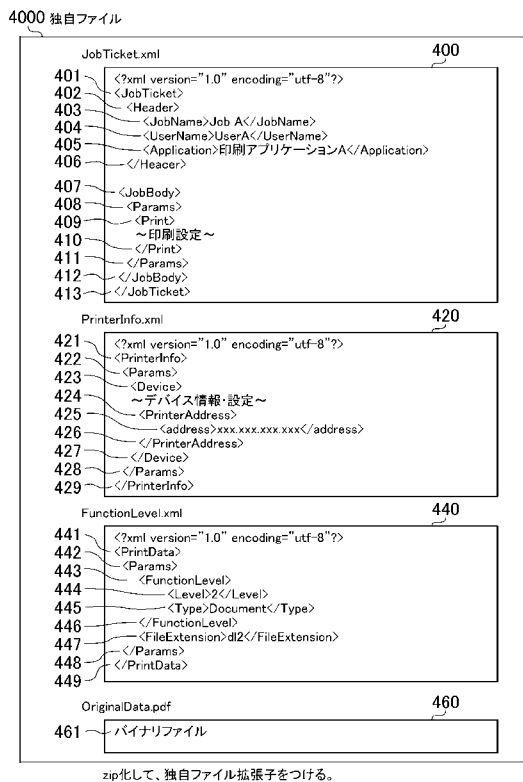 4000 独自ファイル
JobTicket.xml 400
<?xml version="1.0" encoding="utf-8"?>
401 <JobTicket>
402 <Header>
403 <JobName>Job A</JobName>
404 <UserName>UserA</UserName>
405 <Application>印刷アプリケーションA</Application>
406 </Heacer>
407 <JobBody>
408 <Params>
409 <Print>
～印刷設定～
410 </Print>
411 </Params>
412 </JobBody>
413 </JobTicket>
PrinterInfo.xml 420
<?xml version="1.0" encoding="utf-8"?>
421 <PrinterInfo>
422 <Params>
423 <Device>
～デバイス情報・設定～
424 <PrinterAddress>
425 <address>xxx.xxx.xxx.xxx</address>
426 </PrinterAddress>
427 </Device>
428 </Params>
429 </PrinterInfo>
FunctionLevel.xml 440
<?xml version="1.0" encoding="utf-8"?>
441 <PrintData>
442 <Params>
443 <FunctionLevel>
444 <Level>2</Level>
445 <Type>Document</Type>
446 </FunctionLevel>
447 <FileExtension>dl2</FileExtension>
448 </Params>
449 </PrintData>
OriginalData.pdf 460
461 バイナリファイル
zip化して、独自ファイル拡張子をつける。